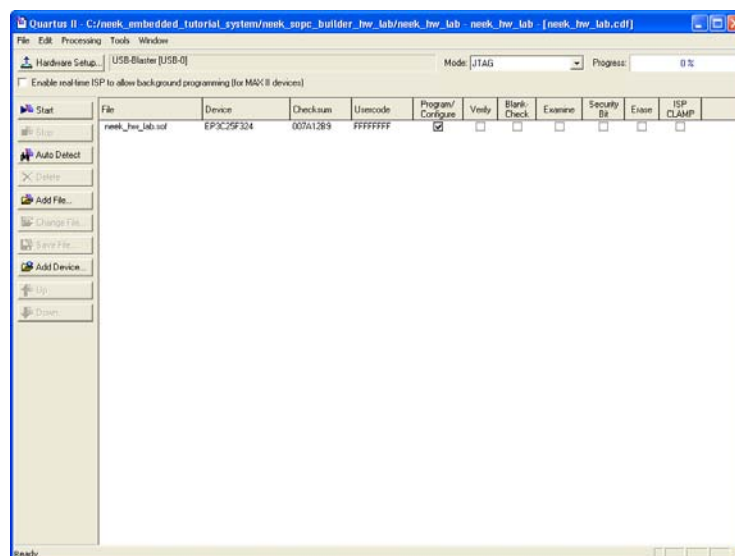 Quartus II - C:/neek_embedded_tutorial_system/neek_sopc_builder_hw_lab/neek_hw_lab - neek_hw_lab - [neek_hw_lab.cdf]
File Edit Processing Tools Window
Hardware Setup... USB-Blaster [USB-0] Mode: JTAG Progress: 0 %
Enable real-time ISP to allow background programming (for MAX II devices)
Start
Stop
Auto Detect
Delete
Add File...
Change File...
Save File...
Add Device...
Up
Down
File Device Checksum Usercode Program/ Configure Verify Blank- Check Examine Security Bit Erase ISP CLAMP
neek_hw_lab.sof EP3C25F324 007A12B9 FFFFFFFF
Ready